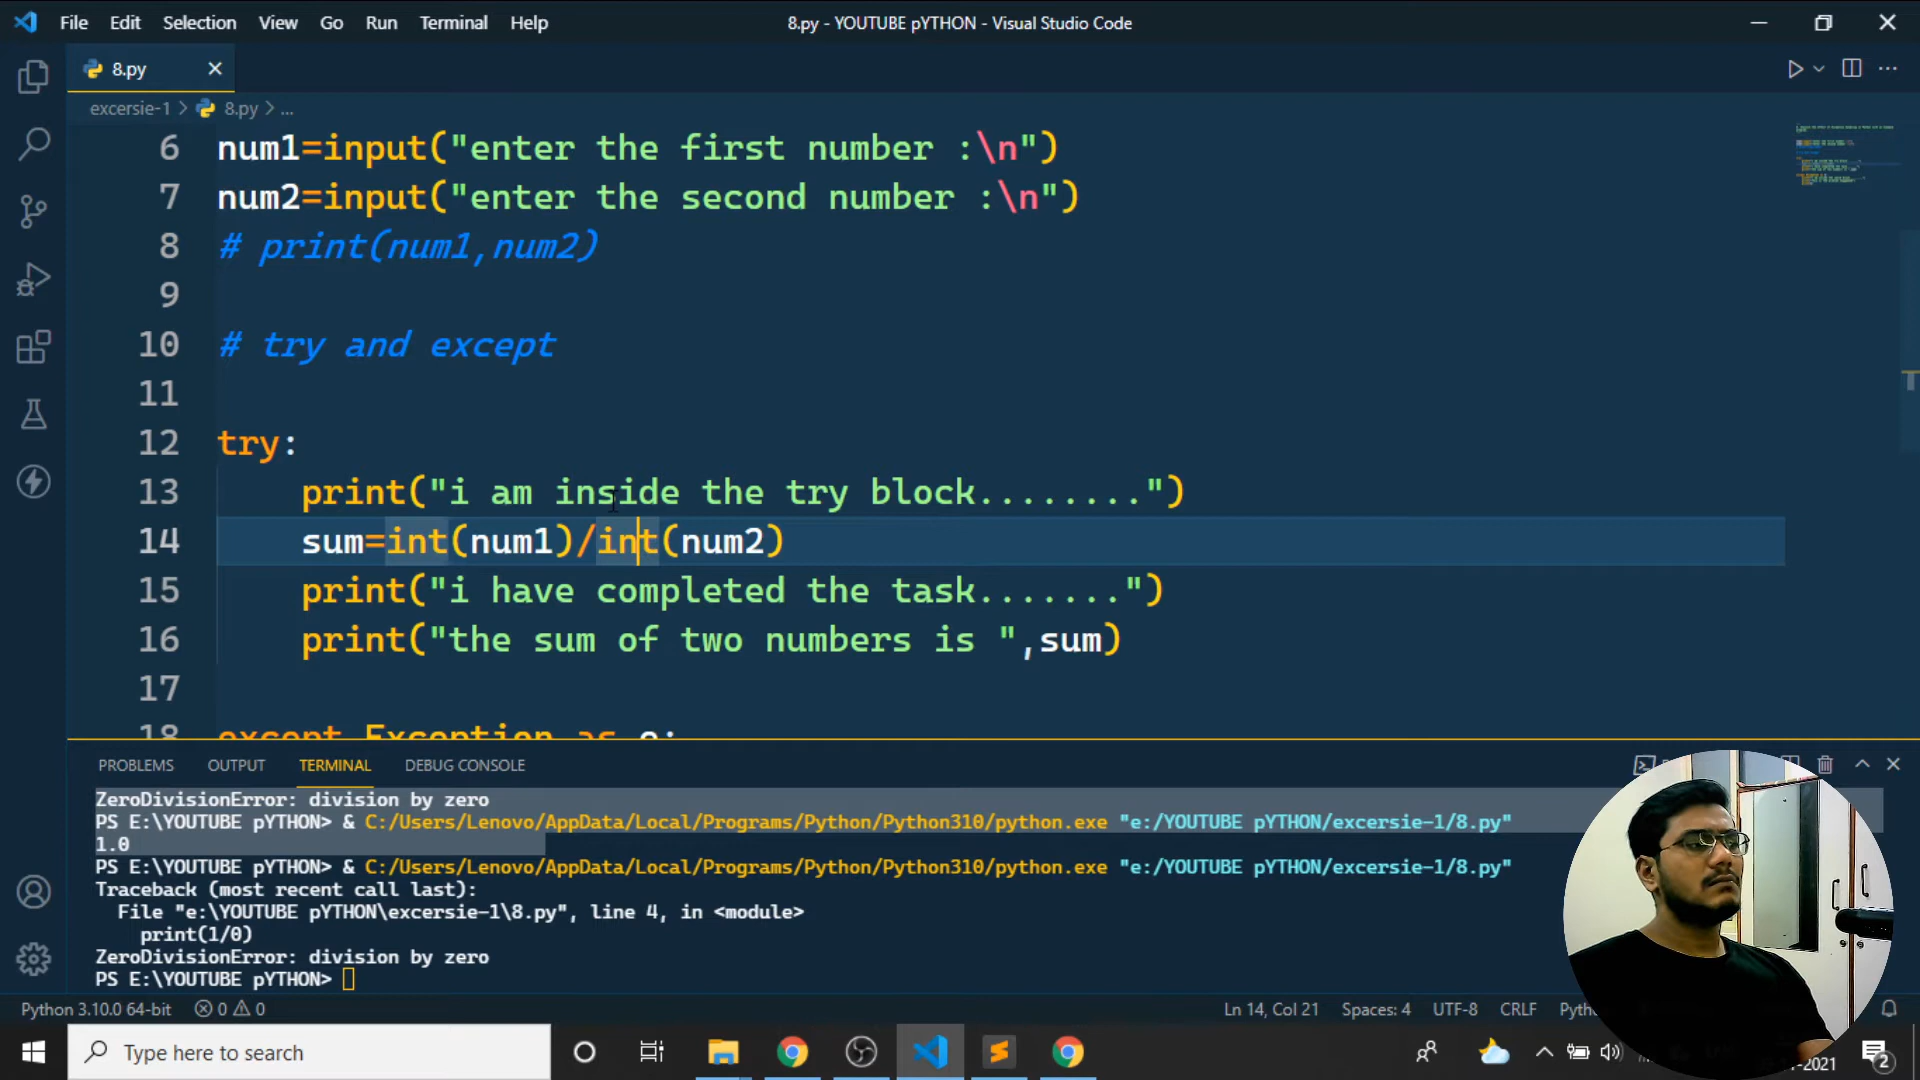 File Edit Selection View Go Run Terminal Help
8.py - YOUTUBE pYTHON - Visual Studio Code
8.py
excersie-1 > 8.py > ...
6 num1=input("enter the first number :\n")
7 num2=input("enter the second number :\n")
8 # print(num1,num2)
9
10 # try and except
11
12 try:
13 print("i am inside the try block........")
14 sum=int(num1)/int(num2)
15 print("i have completed the task.......")
16 print("the sum of two numbers is ",sum)
17
18 except Exception as e:
PROBLEMS OUTPUT TERMINAL DEBUG CONSOLE
ZeroDivisionError: division by zero
PS E:\YOUTUBE pYTHON> & C:/Users/Lenovo/AppData/Local/Programs/Python/Python310/python.exe "e:/YOUTUBE pYTHON/excersie-1/8.py"
1.0
PS E:\YOUTUBE pYTHON> & C:/Users/Lenovo/AppData/Local/Programs/Python/Python310/python.exe "e:/YOUTUBE pYTHON/excersie-1/8.py"
Traceback (most recent call last):
File "e:\YOUTUBE pYTHON\excersie-1\8.py", line 4, in <module>
print(1/0)
ZeroDivisionError: division by zero
PS E:\YOUTUBE pYTHON>
Python 3.10.0 64-bit 0 0 Ln 14, Col 21 Spaces: 4 UTF-8 CRLF
Type here to search
2